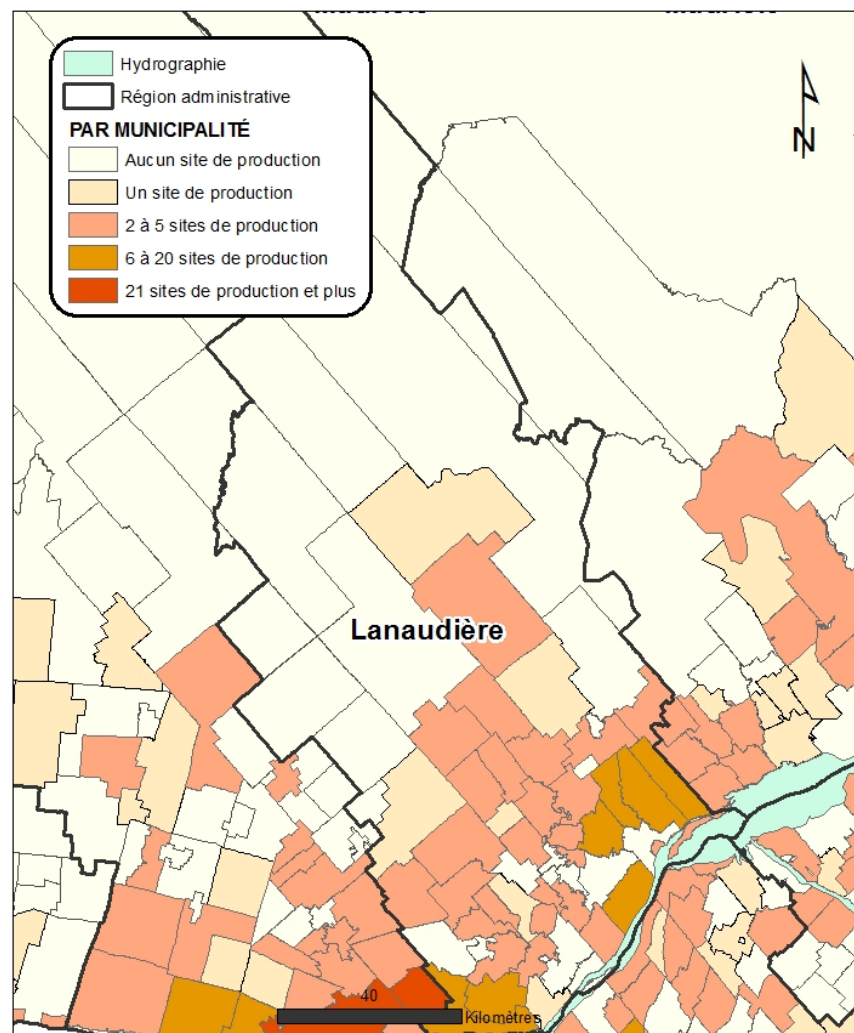 Hydrographie
Région administrative
PAR MUNICIPALITÉ
Aucun site de production
Un site de production
2 à 5 sites de production
6 à 20 sites de production
21 sites de production et plus
N
Lanaudière
40
Kilomètres